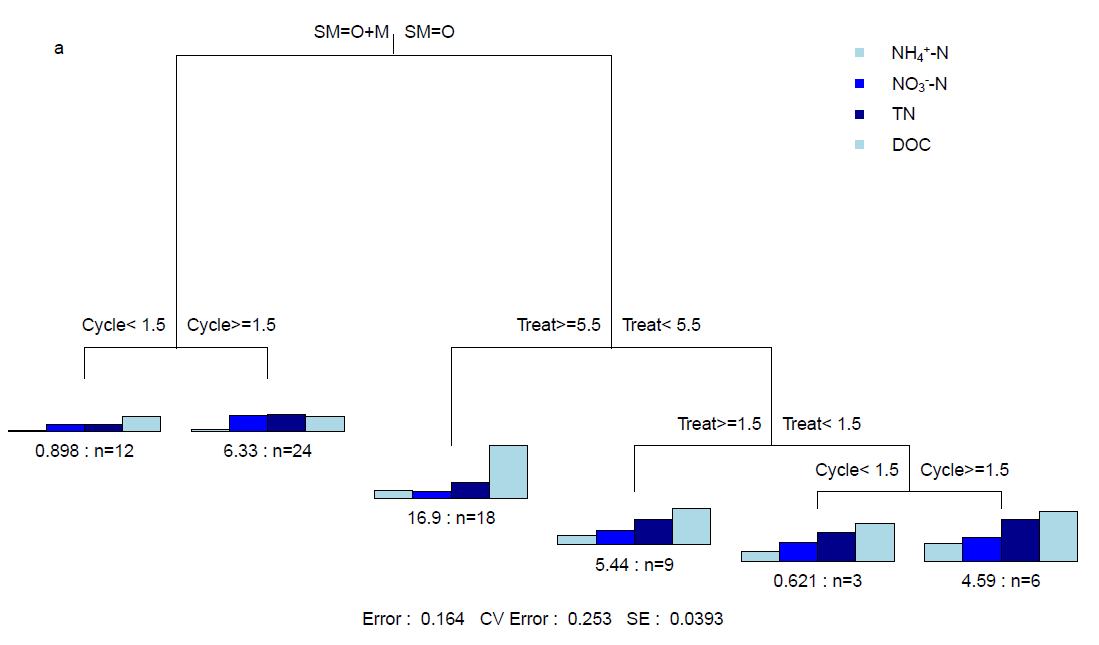 SM=O+M SM=O
a
NH₄⁺-N
NO₃⁻-N
TN
DOC
Cycle< 1.5 Cycle>=1.5
Treat>=5.5 Treat< 5.5
Treat>=1.5 Treat< 1.5
Cycle< 1.5 Cycle>=1.5
0.898 : n=12
6.33 : n=24
16.9 : n=18
5.44 : n=9
0.621 : n=3
4.59 : n=6
Error : 0.164 CV Error : 0.253 SE : 0.0393